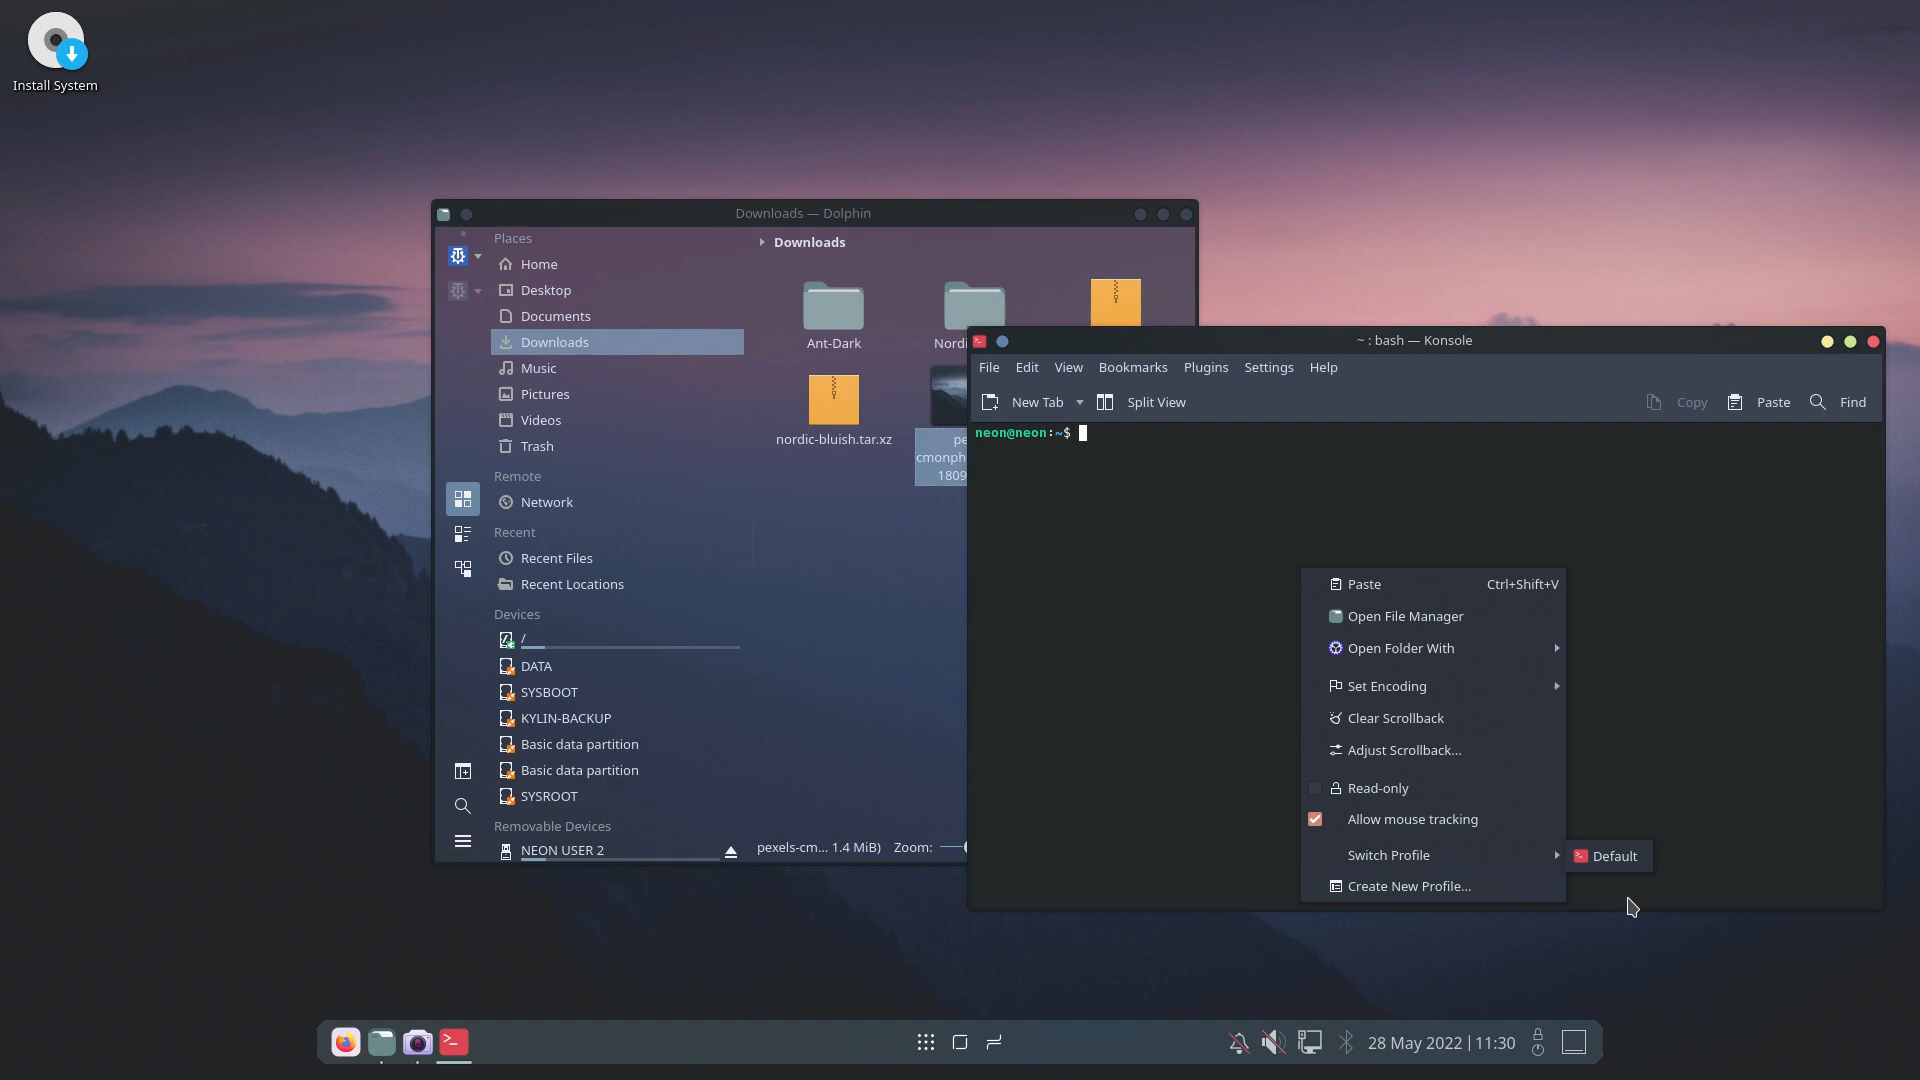 Install System
Downloads — Dolphin
Places
Home
Desktop
Documents
Downloads
Music
Pictures
Videos
Trash
Remote
Network
Recent
Recent Files
Recent Locations
Devices
/
DATA
SYSBOOT
KYLIN-BACKUP
Basic data partition
Basic data partition
SYSROOT
Removable Devices
NEON USER 2
Downloads
Ant-Dark
Nordi
nordic-bluish.tar.xz
pe
cmonph
1809
pexels-cm... 1.4 MiB)
Zoom:
~ : bash — Konsole
File Edit View Bookmarks Plugins Settings Help
New Tab Split View Copy Paste Find
neon@neon:~$
Paste Ctrl+Shift+V
Open File Manager
Open Folder With
Set Encoding
Clear Scrollback
Adjust Scrollback...
Read-only
Allow mouse tracking
Switch Profile
Default
Create New Profile...
28 May 2022 | 11:30